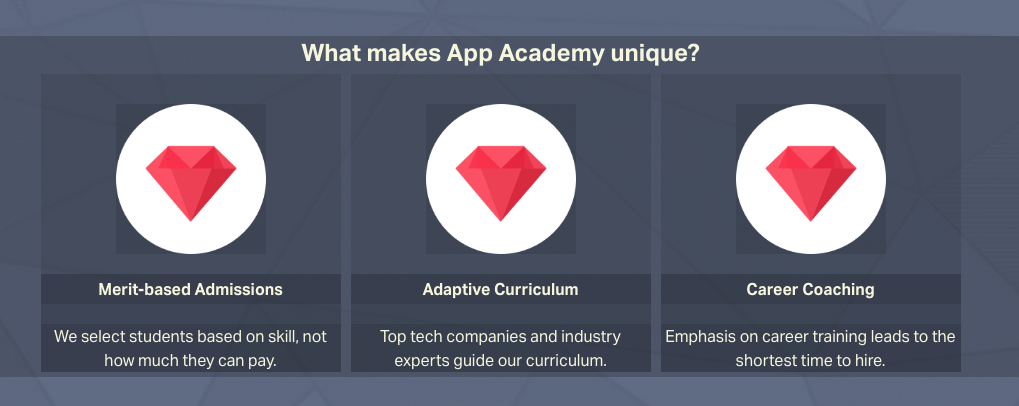 What makes App Academy unique?
Merit-based Admissions
We select students based on skill, not
how much they can pay.
Adaptive Curriculum
Top tech companies and industry
experts guide our curriculum.
Career Coaching
Emphasis on career training leads to the
shortest time to hire.